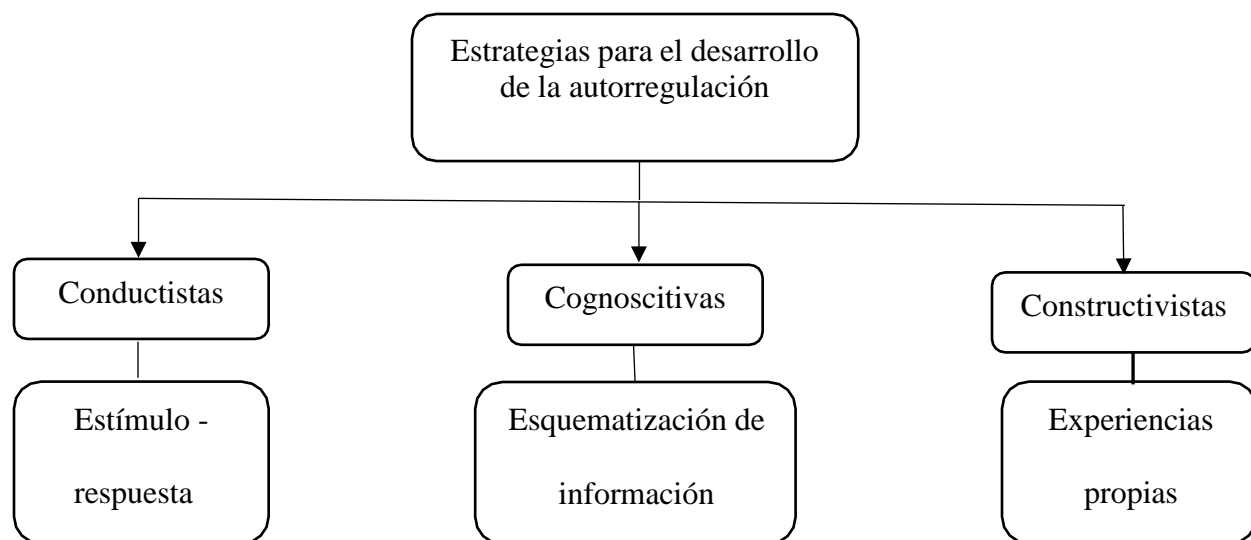 Estrategias para el desarrollo
de la autorregulación
Conductistas
Cognoscitivas
Constructivistas
Estímulo -
respuesta
Esquematización de
información
Experiencias
propias